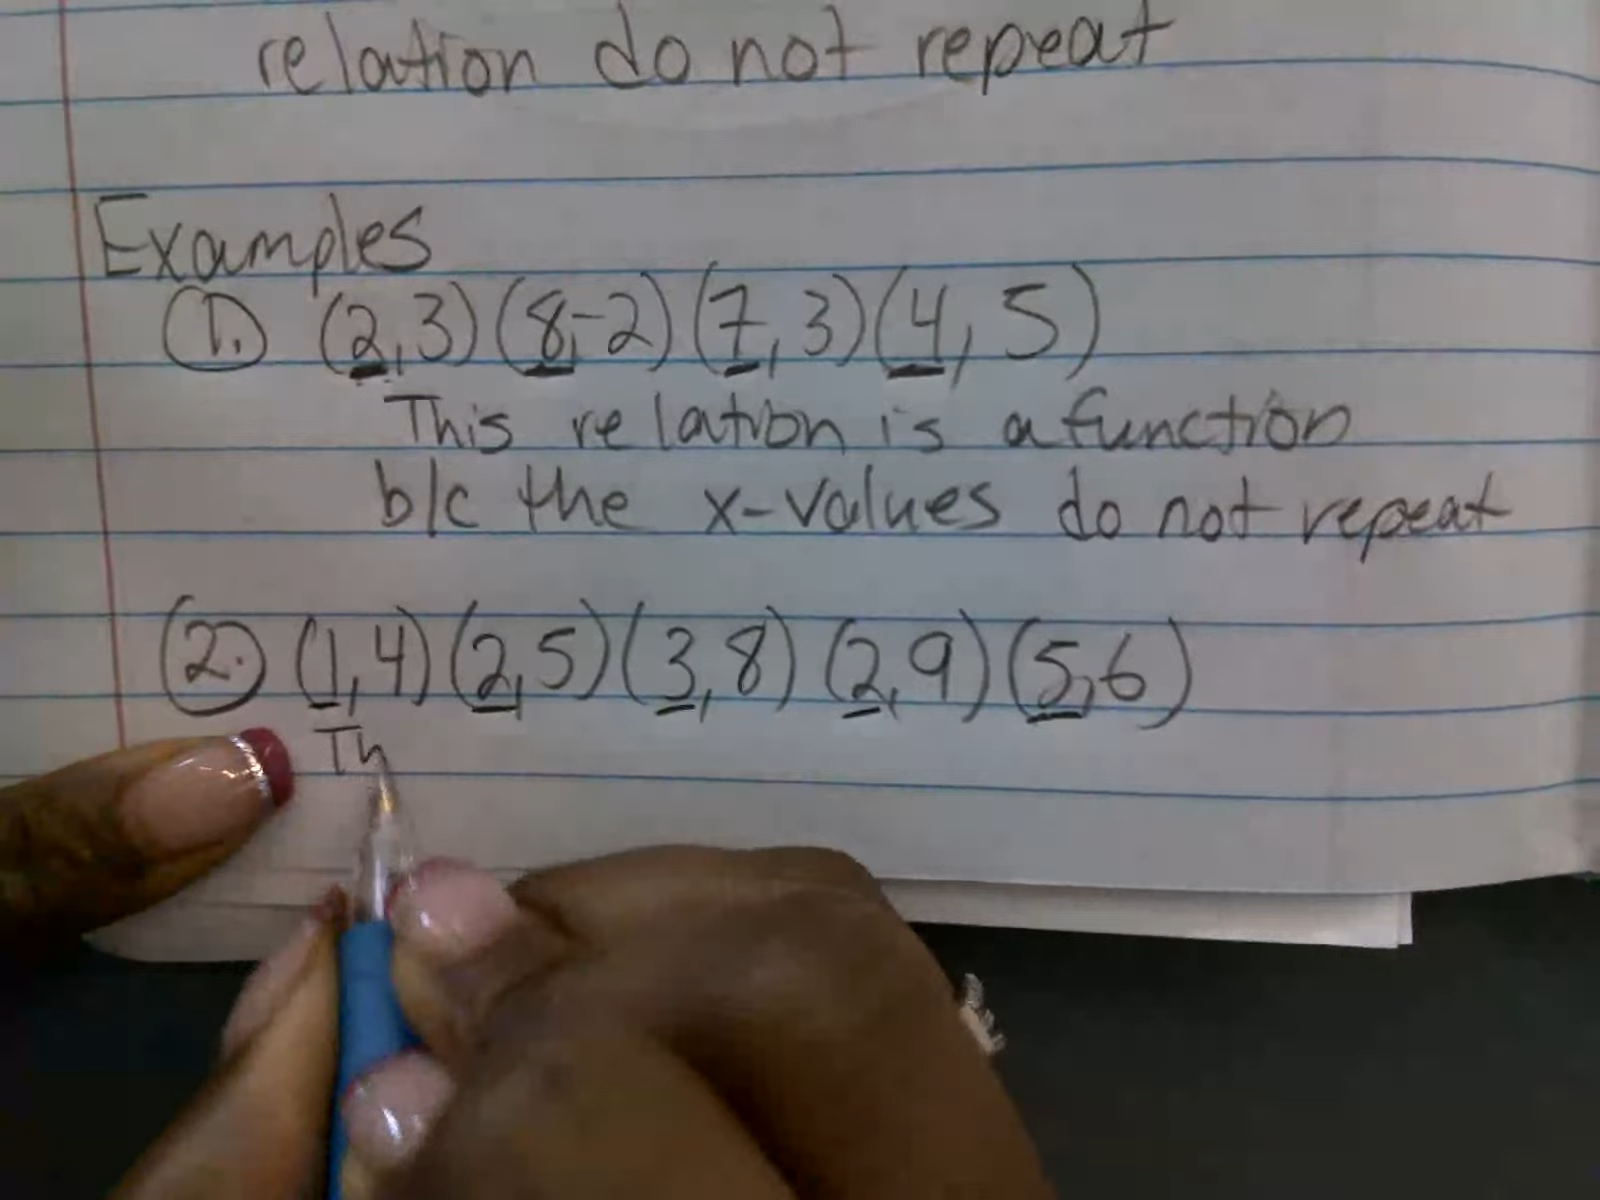 relation do not repeat
Examples
1. (2,3) (8,-2) (7,3) (4,5)
This relation is a function
b/c the x-values do not repeat
2. (1,4) (2,5) (3,8) (2,9) (5,6)
Th